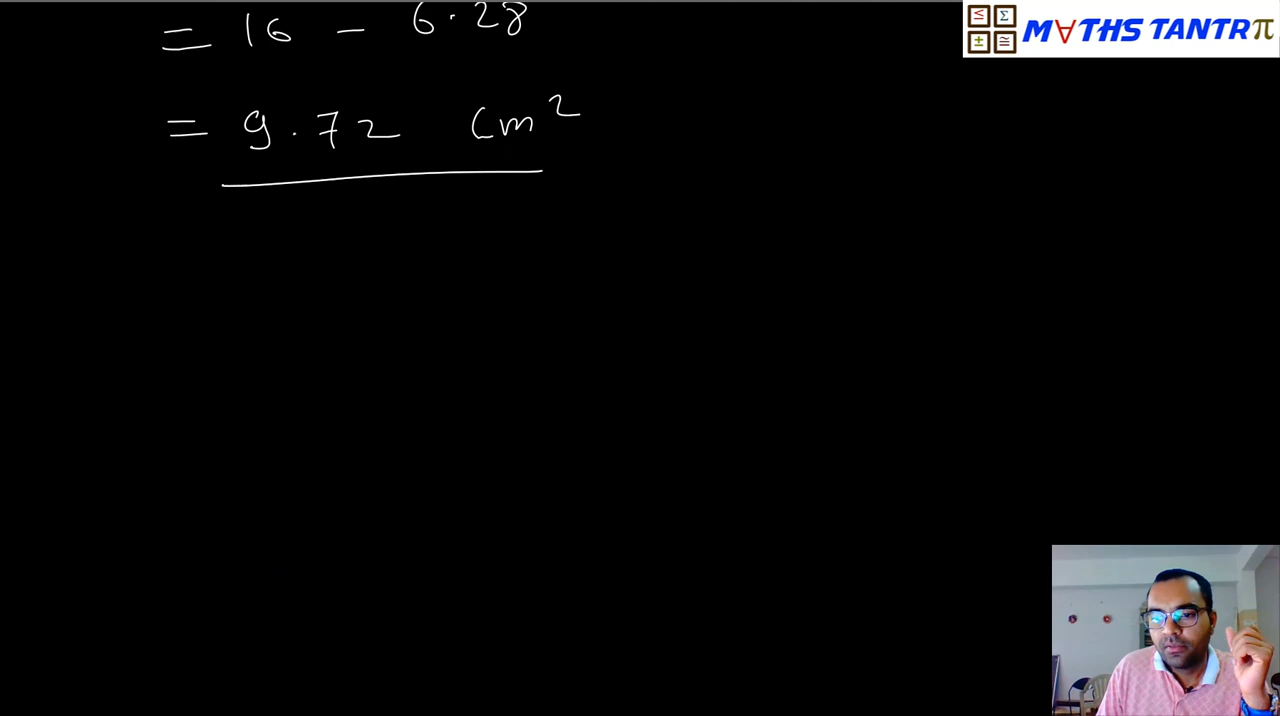 = 16 - 6.28
= 9.72 cm²
≤ Σ
± ≅
M∀THS TANTRπ